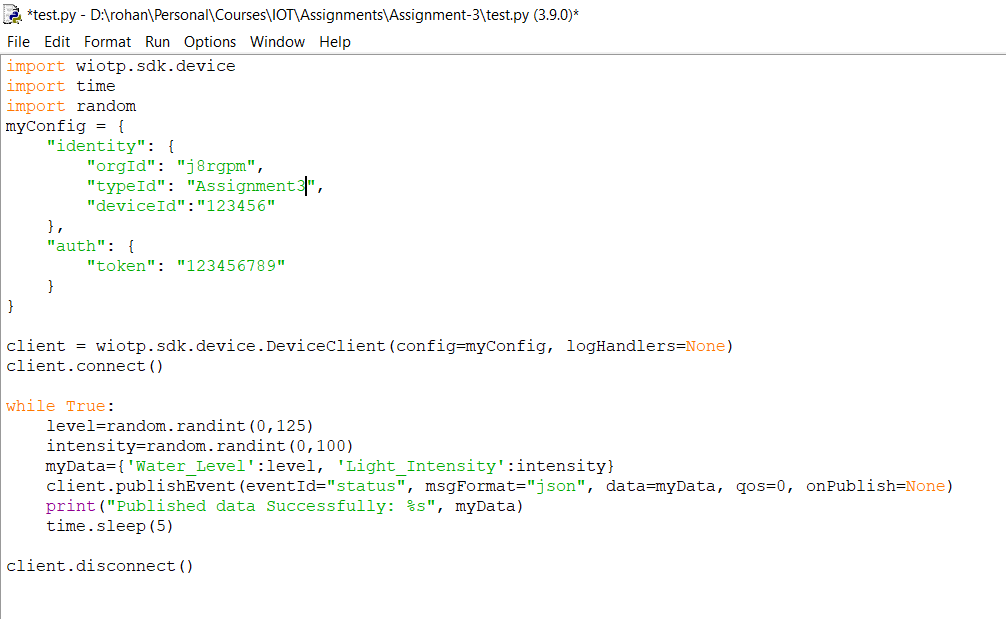 *test.py - D:\rohan\Personal\Courses\IOT\Assignments\Assignment-3\test.py (3.9.0)*
File Edit Format Run Options Window Help
import wiotp.sdk.device
import time
import random
myConfig = {
    "identity": {
        "orgId": "j8rgpm",
        "typeId": "Assignment3",
        "deviceId":"123456"
    },
    "auth": {
        "token": "123456789"
    }
}

client = wiotp.sdk.device.DeviceClient(config=myConfig, logHandlers=None)
client.connect()

while True:
    level=random.randint(0,125)
    intensity=random.randint(0,100)
    myData={'Water_Level':level, 'Light_Intensity':intensity}
    client.publishEvent(eventId="status", msgFormat="json", data=myData, qos=0, onPublish=None)
    print("Published data Successfully: %s", myData)
    time.sleep(5)

client.disconnect()